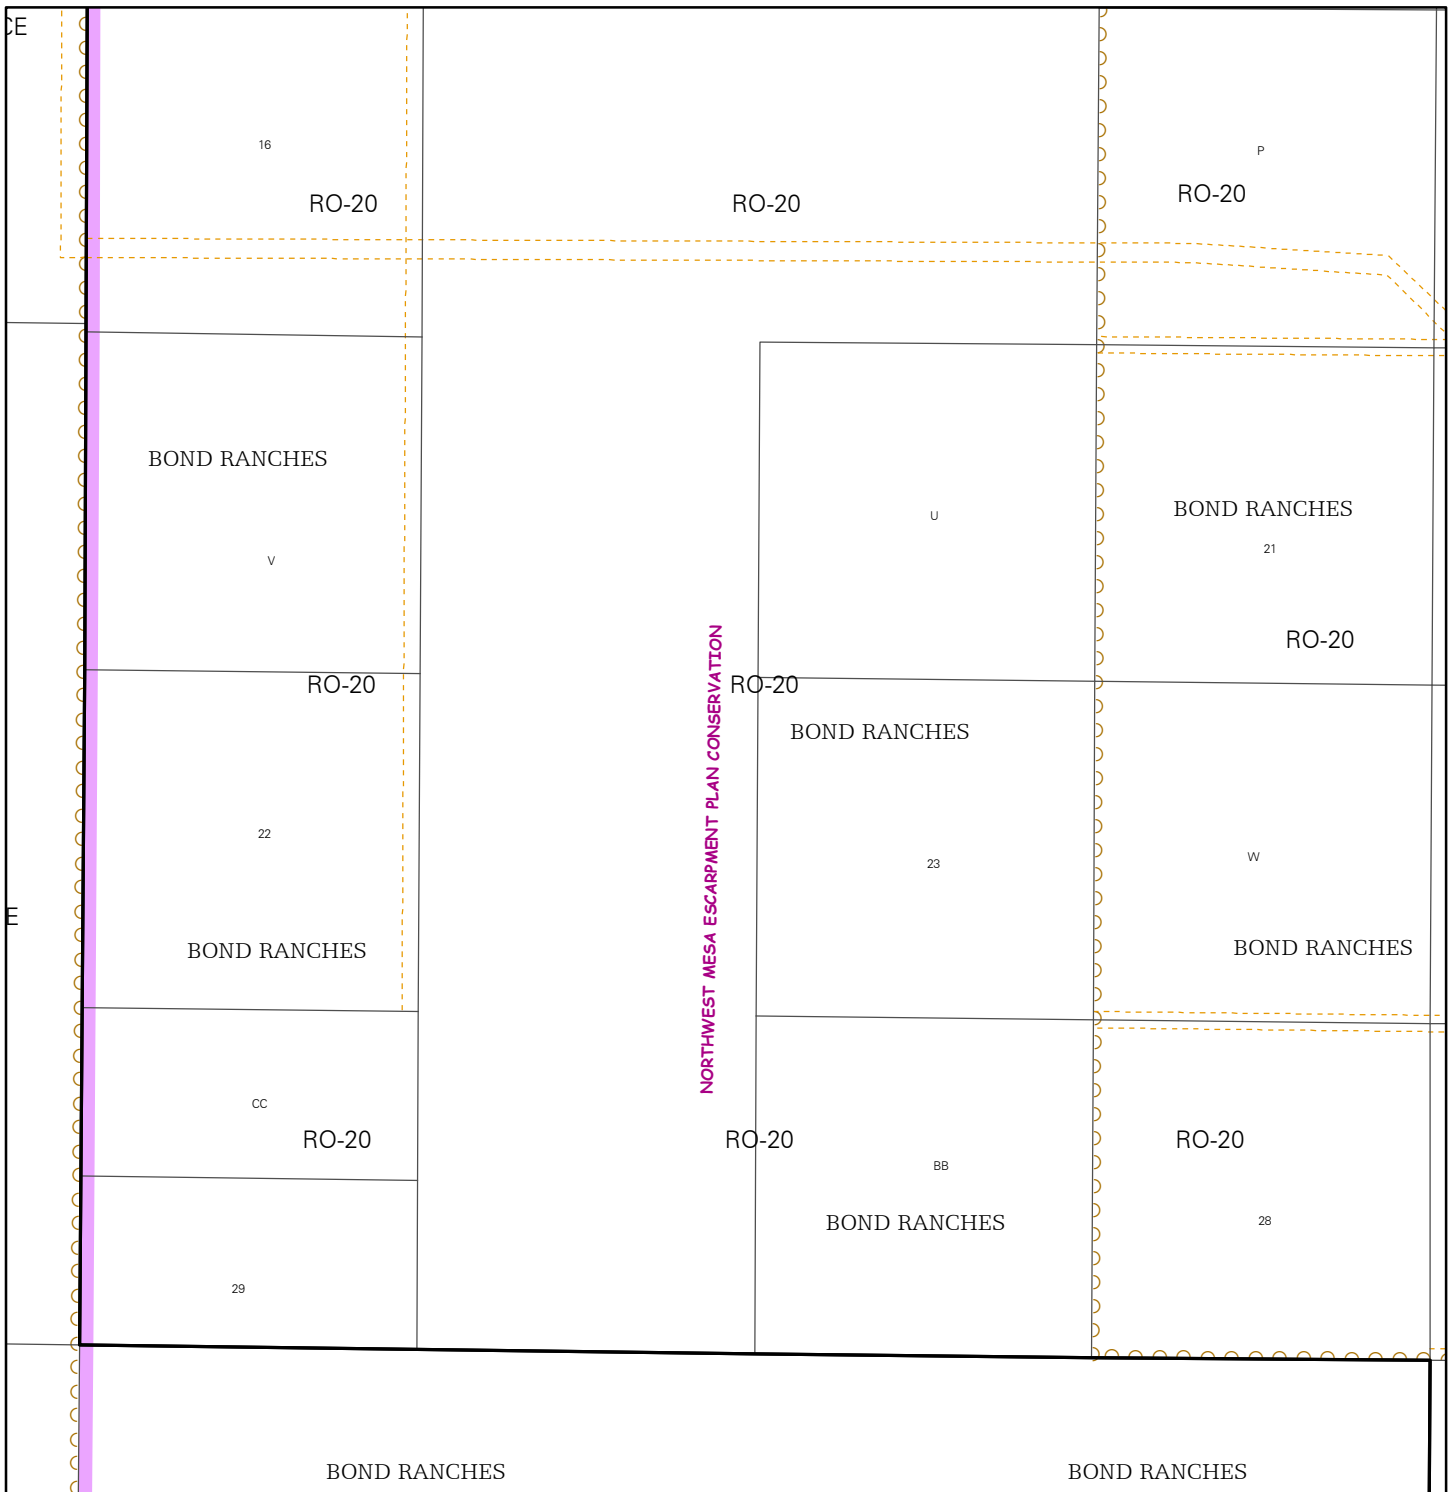 CE
16
P
RO-20
RO-20
RO-20
BOND RANCHES
BOND RANCHES
U
21
V
RO-20
NORTHWEST MESA ESCARPMENT PLAN CONSERVATION
RO-20
RO-20
BOND RANCHES
22
23
W
E
BOND RANCHES
BOND RANCHES
CC
RO-20
RO-20
RO-20
BB
BOND RANCHES
28
29
BOND RANCHES
BOND RANCHES